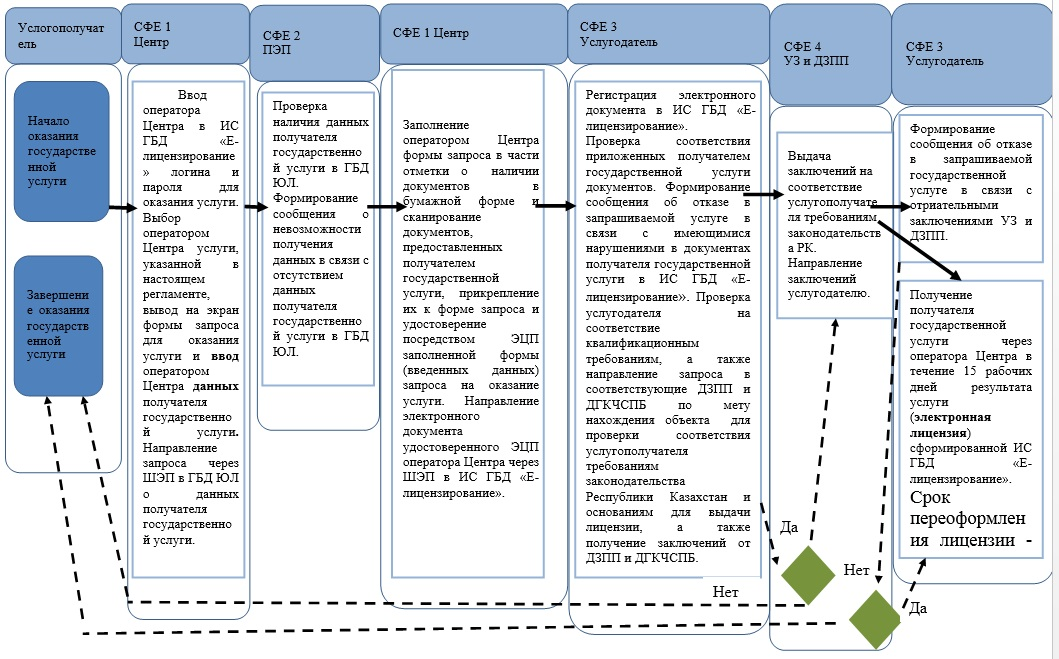 Услогополучат
ель
СФЕ 1
Центр
СФЕ 2
ПЭП
СФЕ 1 Центр
СФЕ 3
Услугодатель
СФЕ 4
УЗ и ДЗПП
СФЕ 3
Услугодатель
Начало
оказания
государстве
нной
услуги
Завершени
е оказания
государств
енной
услуги
Ввод
оператора
Центра в ИС
ГБД «Е-
лицензирование
» логина и
пароля для
оказания услуги.
Выбор
оператором
Центра услуги,
указанной в
настоящем
регламенте,
вывод на экран
формы запроса
для оказания
услуги и ввод
оператором
Центра данных
получателя
государственно
й услуги.
Направление
запроса через
ШЭП в ГБД ЮЛ
о данных
получателя
государственно
й услуги.
Проверка
наличия данных
получателя
государственно
й услуги в ГБД
ЮЛ.
Формирование
сообщения о
невозможности
получения
данных в связи с
отсутствием
данных
получателя
государственно
й услуги в ГБД
ЮЛ.
Заполнение
оператором Центра
формы запроса в части
отметки о наличии
документов в
бумажной форме и
сканирование
документов,
предоставленных
получателем
государственной
услуги, прикрепление
их к форме запроса и
удостоверение
посредством ЭЦП
заполненной формы
(введенных данных)
запроса на оказание
услуги. Направление
электронного
документа
удостоверенного ЭЦП
оператора Центра через
ШЭП в ИС ГБД «Е-
лицензирование».
Регистрация электронного
документа в ИС ГБД «Е-
лицензирование».
Проверка соответствия
приложенных получателем
государственной услуги
документов. Формирование
сообщения об отказе в
запрашиваемой услуге в
связи с имеющимися
нарушениями в документах
получателя государственной
услуги в ИС ГБД «Е-
лицензирование». Проверка
услугодателя на
соответствие
квалификационным
требованиям, а также
направление запроса в
соответствующие ДЗПП и
ДГКЧСПБ по мету
нахождения объекта для
проверки соответствия
услугополучателя
требованиям
законодательства
Республики Казахстан и
основаниям для выдачи
лицензии, а также
получение заключений от
ДЗПП и ДГКЧСПБ.
Выдача
заключений на
соответствие
услугополучате
ля требованиям
законодательств
а РК.
Направление
заключений
услугодателю.
Формирование
сообщения об отказе
в запрашиваемой
государственной
услуге в связи с
отриательными
заключениями УЗ и
ДЗПП.
Получение
получателя
государственной
услуги через
оператора Центра в
течение 15 рабочих
дней результата
услуги
(электронная
лицензия)
сформированной ИС
ГБД «Е-
лицензирование».
Срок
переоформлен
ия лицензии -
Да
Нет
Нет
Да